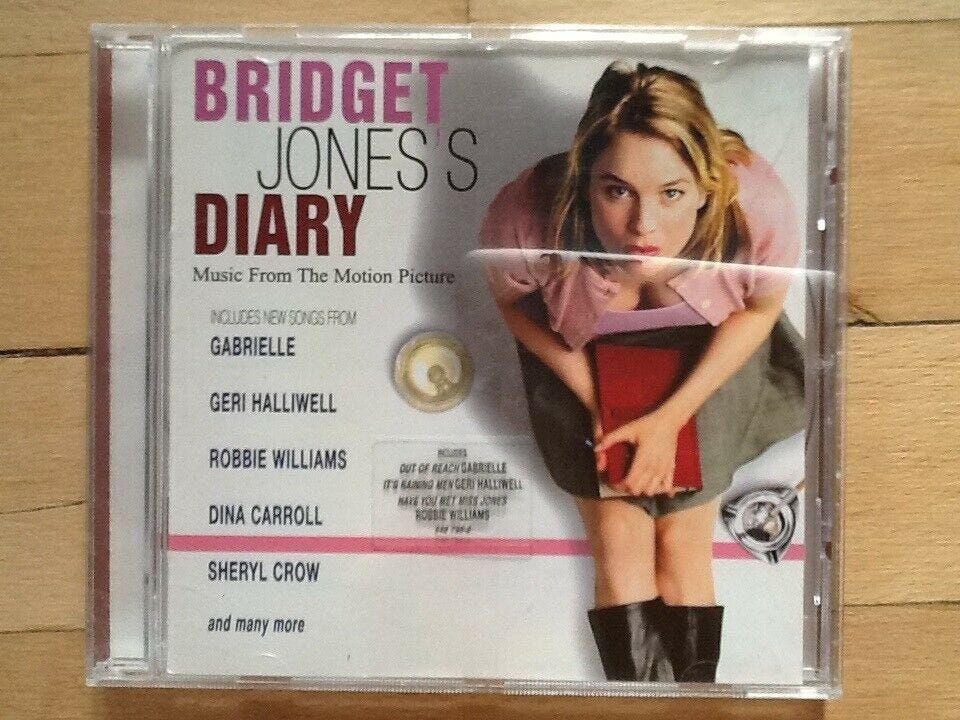 BRIDGET
JONES'S
DIARY
Music From The Motion Picture
INCLUDES NEW SONGS FROM
GABRIELLE
GERI HALLIWELL
ROBBIE WILLIAMS
DINA CARROLL
SHERYL CROW
and many more
INCLUDES
OUT OF REACH GABRIELLE
IT'S RAINING MEN GERI HALLIWELL
HAVE YOU MET MISS JONES
ROBBIE WILLIAMS